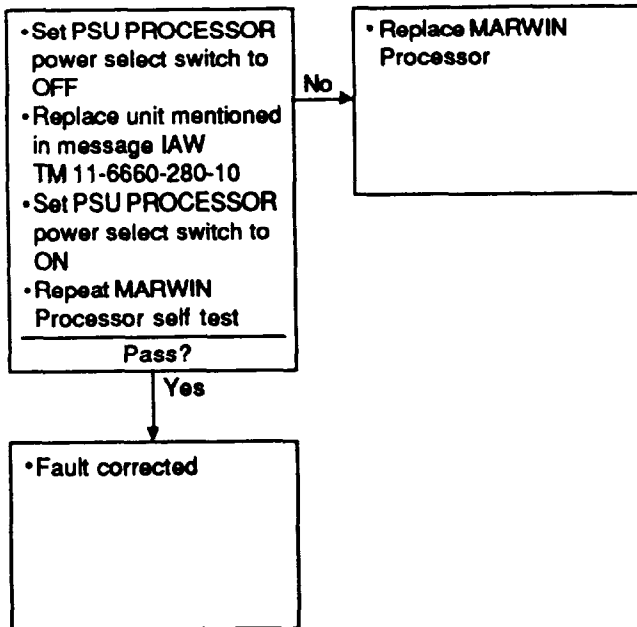 •Set PSU PROCESSOR
power select switch to
OFF
•Replace unit mentioned
in message IAW
TM 11-6660-280-10
•Set PSU PROCESSOR
power select switch to
ON
•Repeat MARWIN
Processor self test
Pass?
No
• Replace MARWIN
Processor
Yes
•Fault corrected